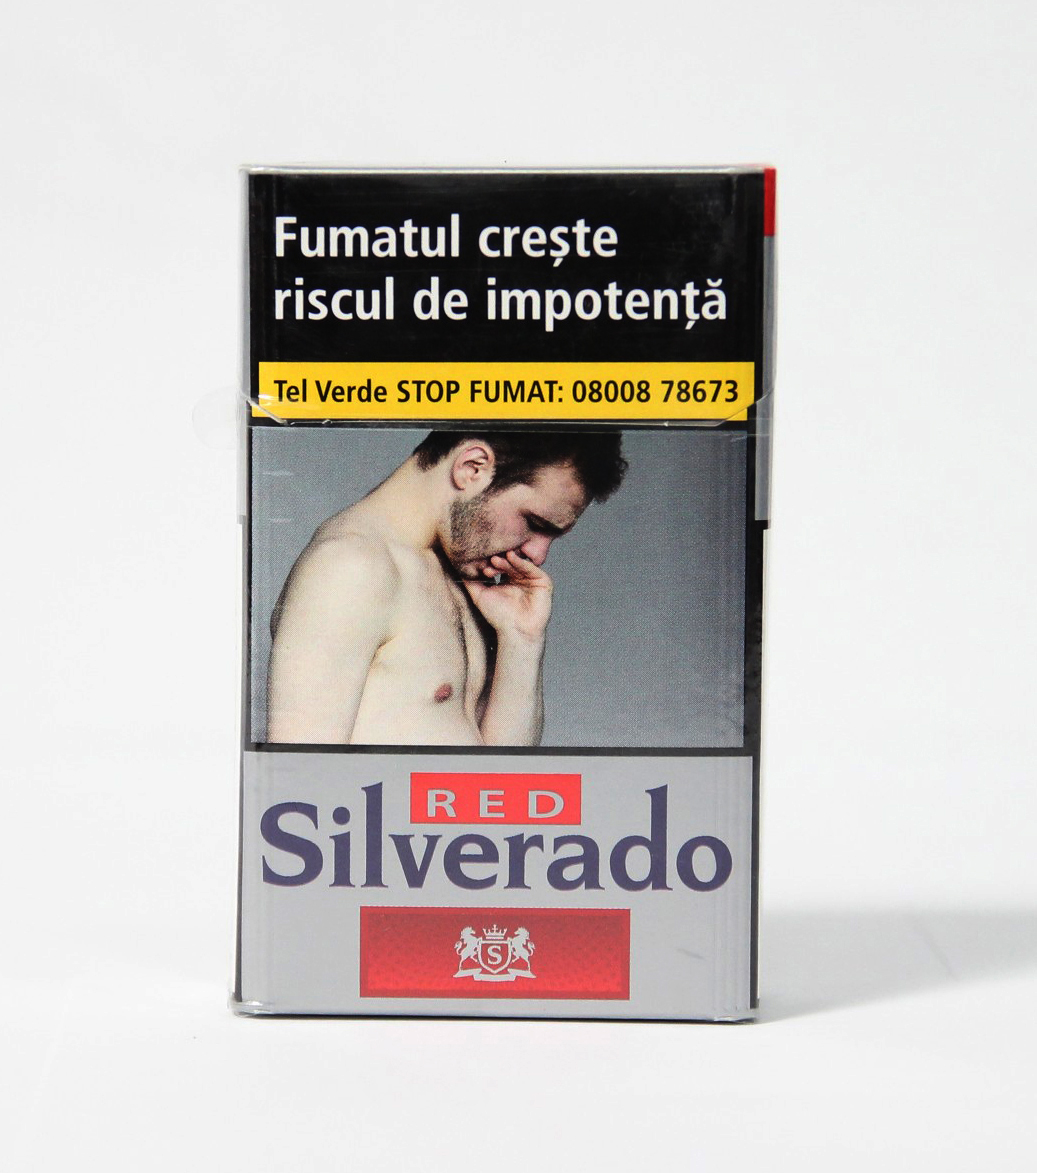 Fumatul crește
riscul de impotență
Tel Verde STOP FUMAT: 08008 78673
RED
Silverado
S